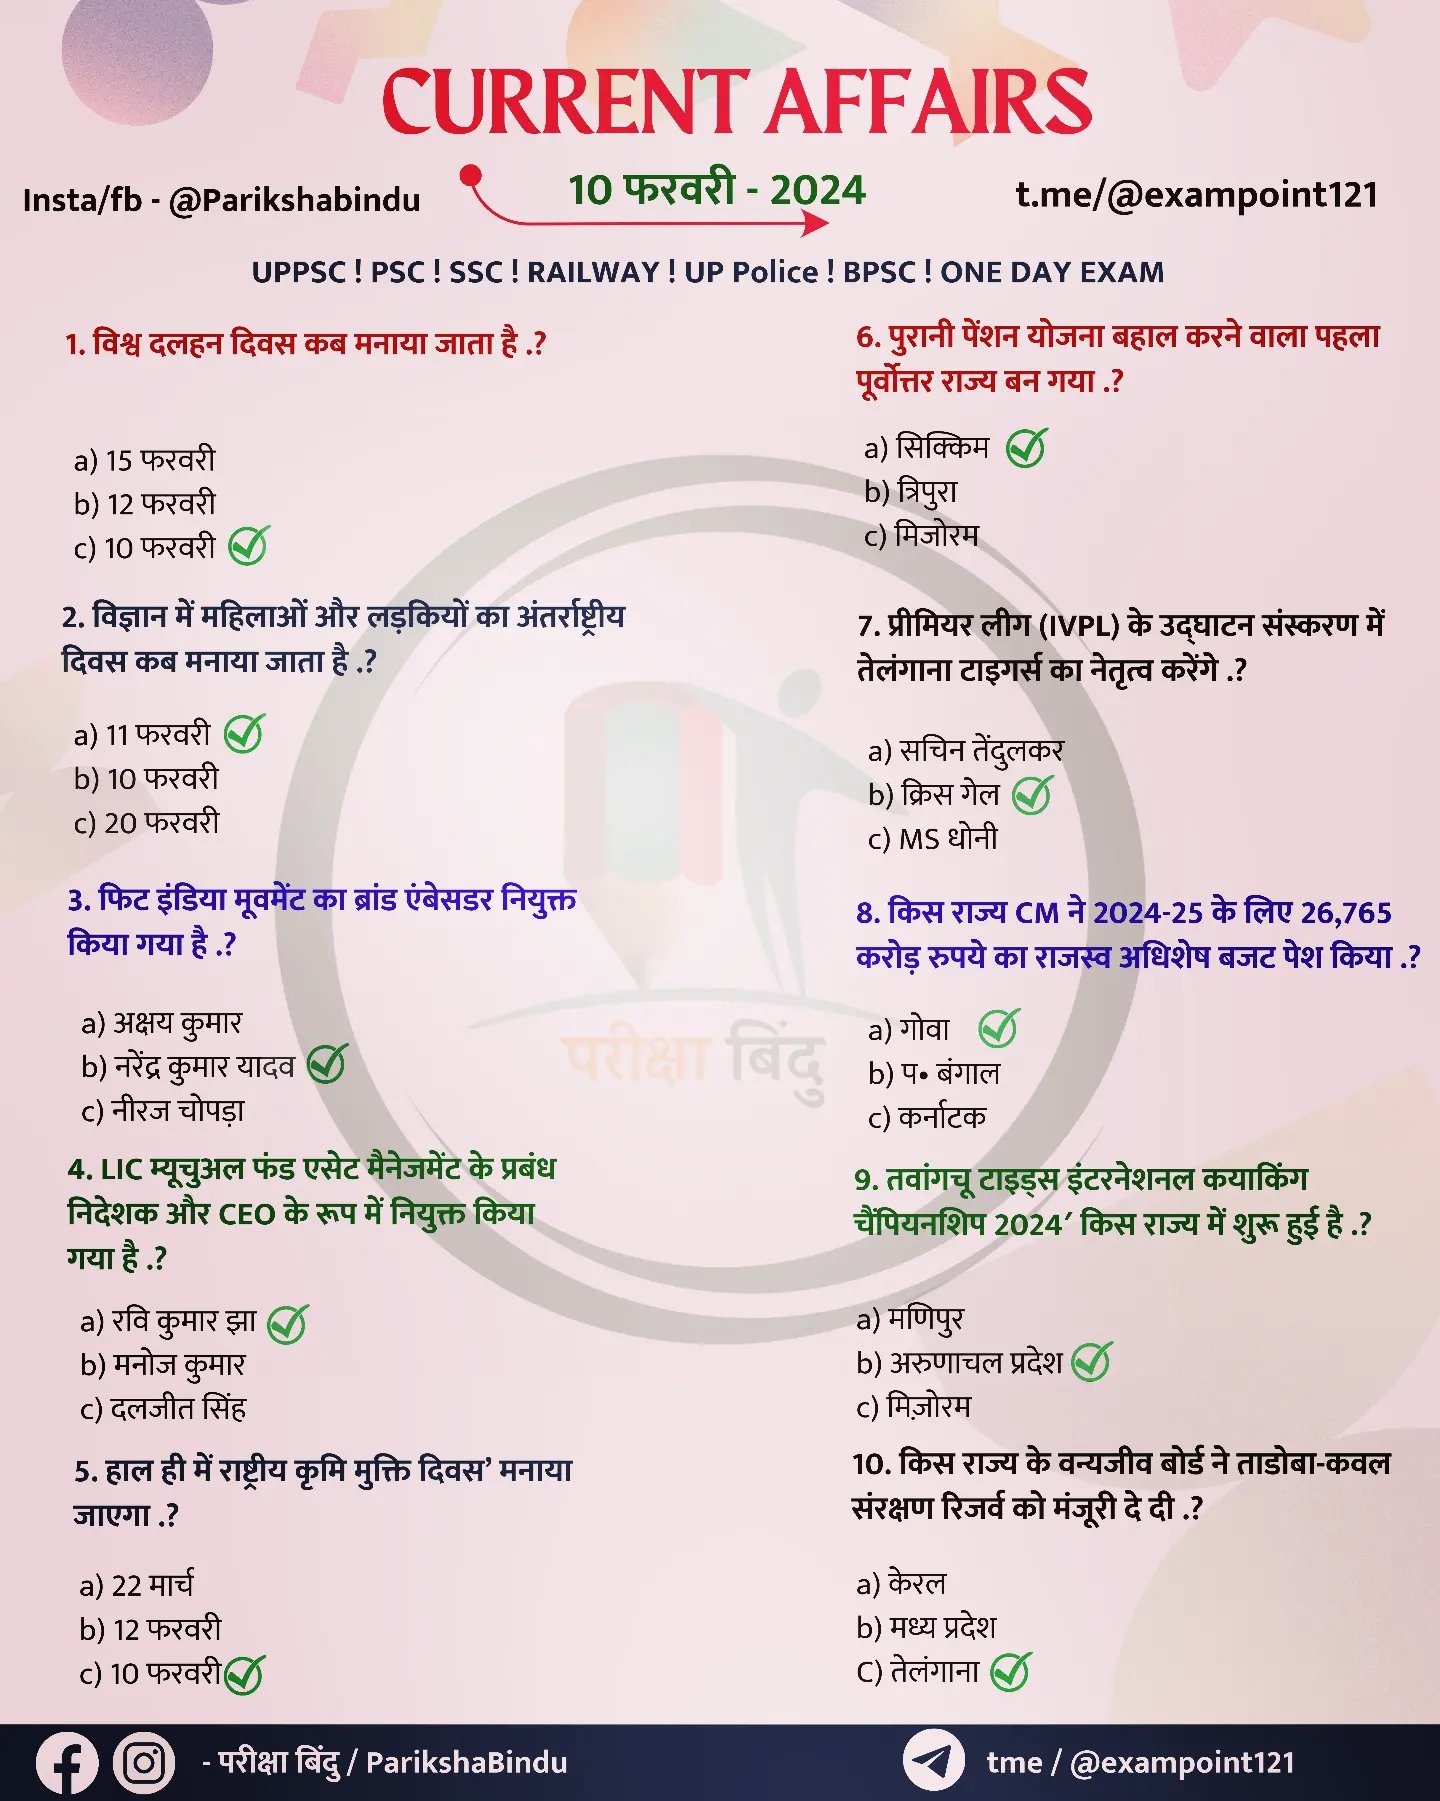 CURRENT AFFAIRS
Insta/fb - @Parikshabindu
10 फरवरी - 2024
t.me/@exampoint121
UPPSC ! PSC ! SSC ! RAILWAY ! UP Police ! BPSC ! ONE DAY EXAM
1. विश्व दलहन दिवस कब मनाया जाता है .?
a) 15 फरवरी
b) 12 फरवरी
c) 10 फरवरी
2. विज्ञान में महिलाओं और लड़कियों का अंतर्राष्ट्रीय
दिवस कब मनाया जाता है .?
a) 11 फरवरी
b) 10 फरवरी
c) 20 फरवरी
3. फिट इंडिया मूवमेंट का ब्रांड एंबेसडर नियुक्त
किया गया है .?
a) अक्षय कुमार
b) नरेंद्र कुमार यादव
c) नीरज चोपड़ा
4. LIC म्यूचुअल फंड एसेट मैनेजमेंट के प्रबंध
निदेशक और CEO के रूप में नियुक्त किया
गया है .?
a) रवि कुमार झा
b) मनोज कुमार
c) दलजीत सिंह
5. हाल ही में राष्ट्रीय कृमि मुक्ति दिवस’ मनाया
जाएगा .?
a) 22 मार्च
b) 12 फरवरी
c) 10 फरवरी
6. पुरानी पेंशन योजना बहाल करने वाला पहला
पूर्वोत्तर राज्य बन गया .?
a) सिक्किम
b) त्रिपुरा
c) मिजोरम
7. प्रीमियर लीग (IVPL) के उद्घाटन संस्करण में
तेलंगाना टाइगर्स का नेतृत्व करेंगे .?
a) सचिन तेंदुलकर
b) क्रिस गेल
c) MS धोनी
8. किस राज्य CM ने 2024-25 के लिए 26,765
करोड़ रुपये का राजस्व अधिशेष बजट पेश किया .?
a) गोवा
b) प• बंगाल
c) कर्नाटक
9. तवांगचू टाइड्स इंटरनेशनल कयाकिंग
चैंपियनशिप 2024′ किस राज्य में शुरू हुई है .?
a) मणिपुर
b) अरुणाचल प्रदेश
c) मिज़ोरम
10. किस राज्य के वन्यजीव बोर्ड ने ताडोबा-कवल
संरक्षण रिजर्व को मंजूरी दे दी .?
a) केरल
b) मध्य प्रदेश
C) तेलंगाना
परीक्षा बिंदु
- परीक्षा बिंदु / ParikshaBindu
tme / @exampoint121